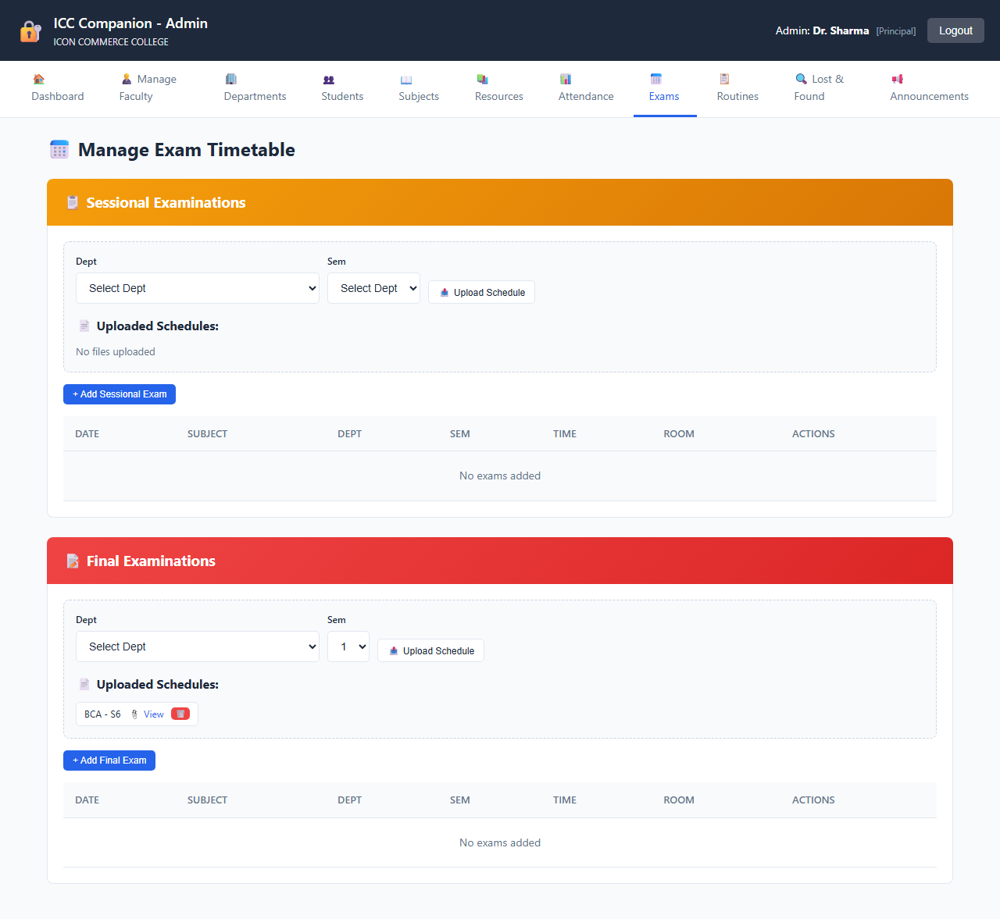 ICC Companion - Admin
ICON COMMERCE COLLEGE
Admin: Dr. Sharma [Principal] Logout
Dashboard
Manage Faculty
Departments
Students
Subjects
Resources
Attendance
Exams
Routines
Lost & Found
Announcements
Manage Exam Timetable
Sessional Examinations
Dept Sem
Select Dept Select Dept Upload Schedule
Uploaded Schedules:
No files uploaded
+ Add Sessional Exam
DATE SUBJECT DEPT SEM TIME ROOM ACTIONS
No exams added
Final Examinations
Dept Sem
Select Dept 1 Upload Schedule
Uploaded Schedules:
BCA - S6 View
+ Add Final Exam
DATE SUBJECT DEPT SEM TIME ROOM ACTIONS
No exams added